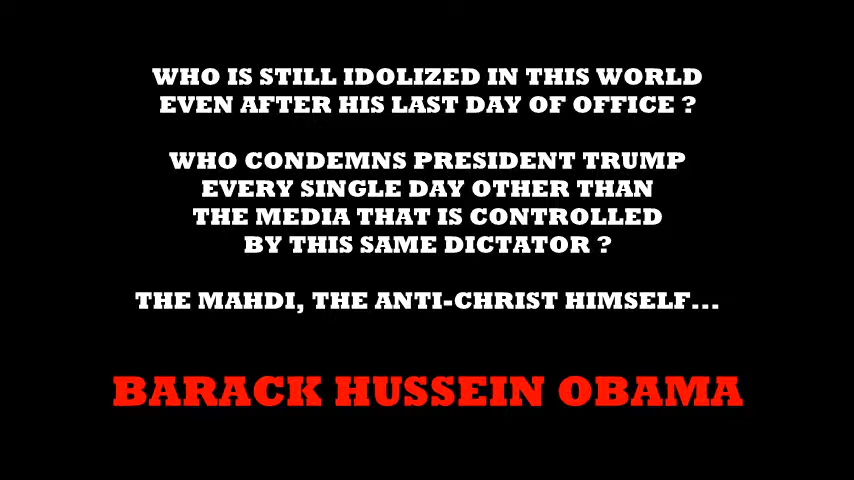 WHO IS STILL IDOLIZED IN THIS WORLD
EVEN AFTER HIS LAST DAY OF OFFICE ?
WHO CONDEMNS PRESIDENT TRUMP
EVERY SINGLE DAY OTHER THAN
THE MEDIA THAT IS CONTROLLED
BY THIS SAME DICTATOR ?
THE MAHDI, THE ANTI-CHRIST HIMSELF...
BARACK HUSSEIN OBAMA